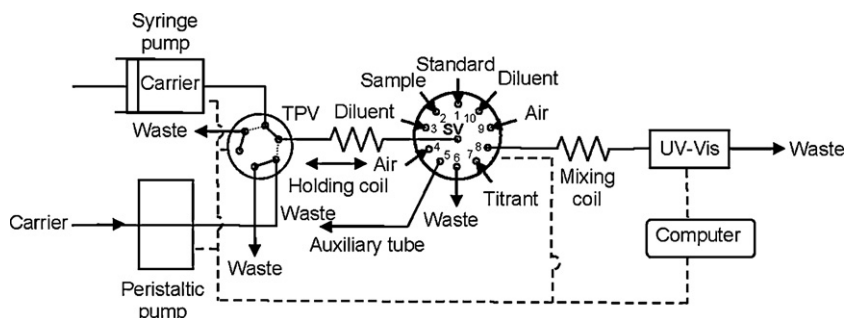 Syringe
pump
Carrier
TPV
Waste
Diluent
Sample
Standard
Diluent
Air
1
2
3
4
5
6
7
8
9
10
SV
Air
Holding coil
Waste
Titrant
Mixing
coil
UV-Vis
Waste
Carrier
Waste
Auxiliary tube
Waste
Computer
Peristaltic
pump